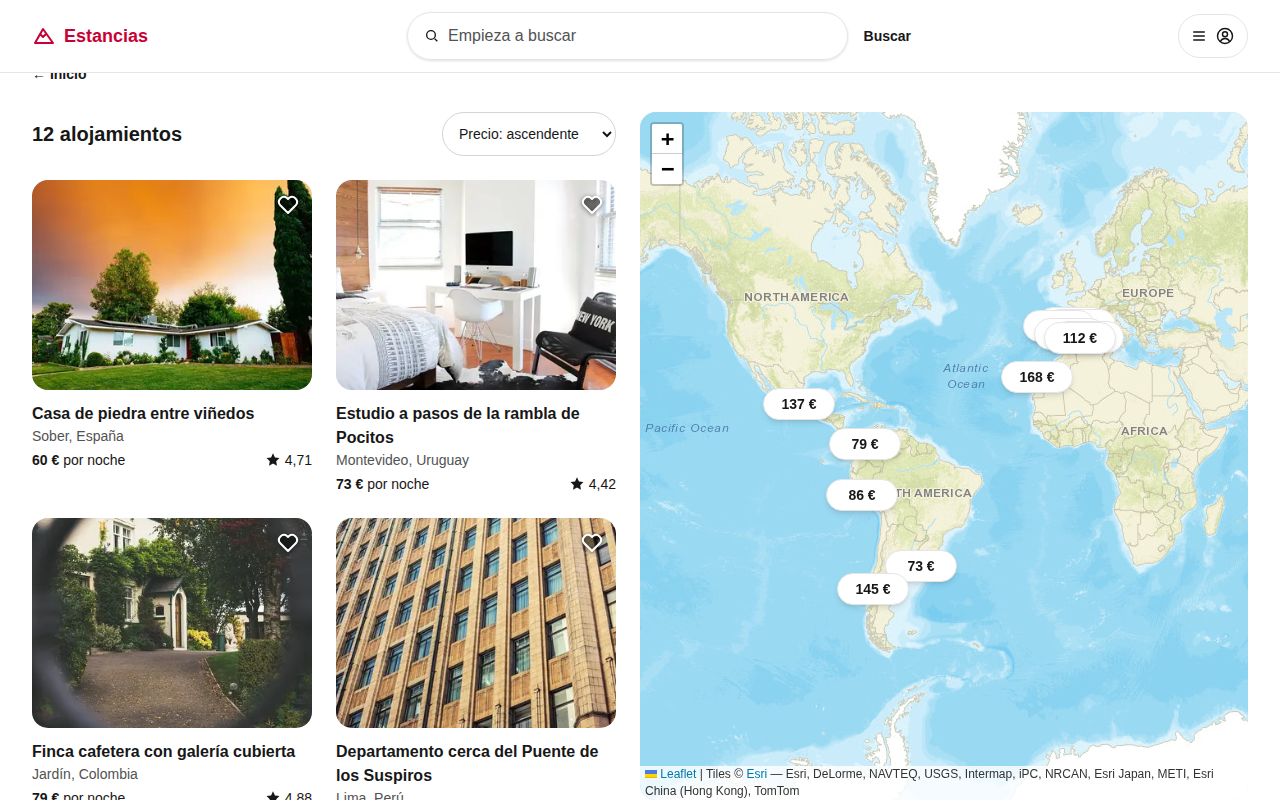 Estancias
Empieza a buscar
Buscar
← Inicio
12 alojamientos
Precio: ascendente
Casa de piedra entre viñedos
Sober, España
60 € por noche
4,71
NEW YORK
Estudio a pasos de la rambla de
Pocitos
Montevideo, Uruguay
73 € por noche
4,42
Finca cafetera con galería cubierta
Jardín, Colombia
79 € por noche
4,88
Departamento cerca del Puente de
los Suspiros
Lima, Perú
+
−
NORTH AMERICA
EUROPE
112 €
Atlantic
Ocean
168 €
137 €
Pacific Ocean
79 €
AFRICA
86 €
TH AMERICA
73 €
145 €
Leaflet | Tiles © Esri — Esri, DeLorme, NAVTEQ, USGS, Intermap, iPC, NRCAN, Esri Japan, METI, Esri
China (Hong Kong), TomTom